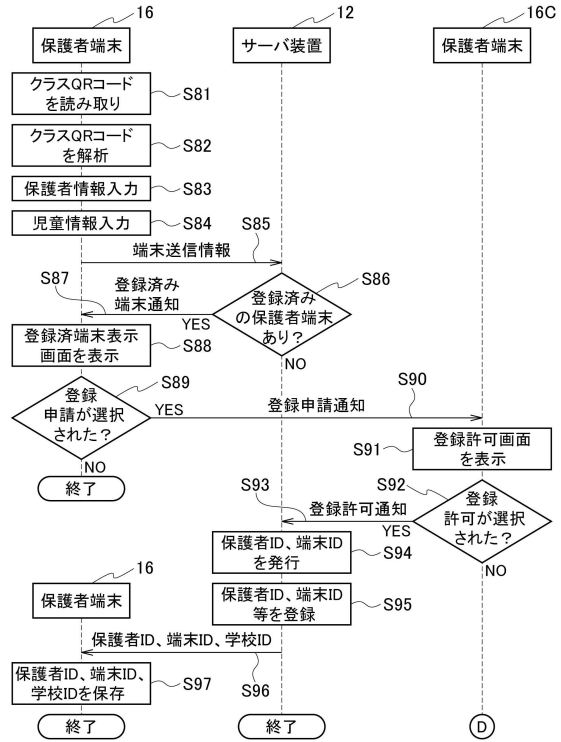 16
12
16C
保護者端末
サーバ装置
保護者端末
クラスQRコード
を読み取り
S81
クラスQRコード
を解析
S82
保護者情報入力
S83
児童情報入力
S84
端末送信情報
S85
S87
登録済み
端末通知
YES
登録済み
の保護者端末
あり？
S86
NO
登録済端末表示
画面を表示
S88
登録
申請が選択
された？
S89
YES
登録申請通知
S90
NO
終了
登録許可画面
を表示
S91
登録
許可が選択
された？
S92
YES
NO
S93
登録許可通知
保護者ID、端末ID
を発行
S94
保護者ID、端末ID
等を登録
S95
16
保護者端末
保護者ID、端末ID、学校ID
S96
保護者ID、端末ID、
学校IDを保存
S97
終了
終了
D